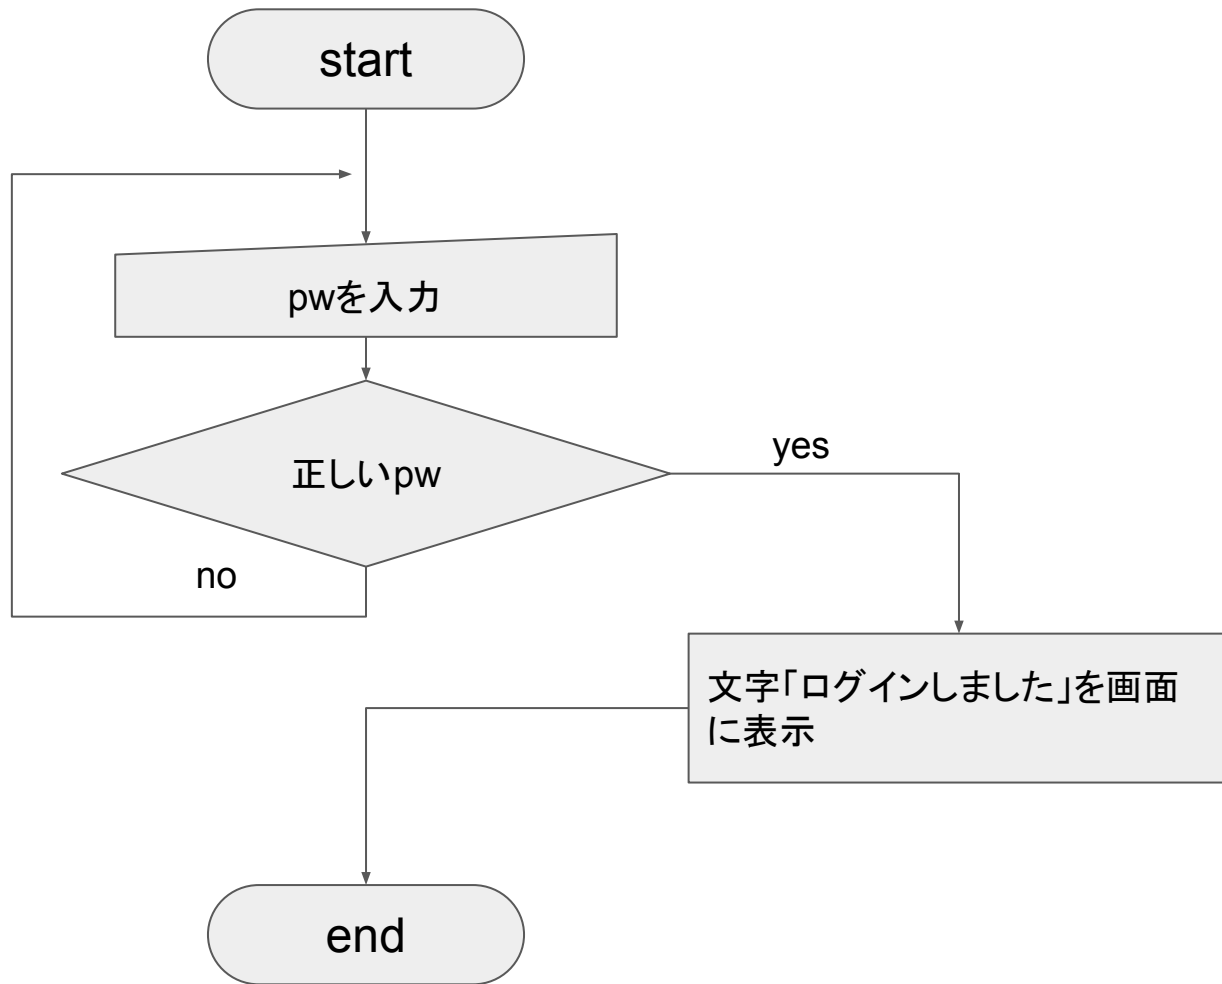 start
pwを入力
正しいpw
yes
no
文字「ログインしました」を画面
に表示
end